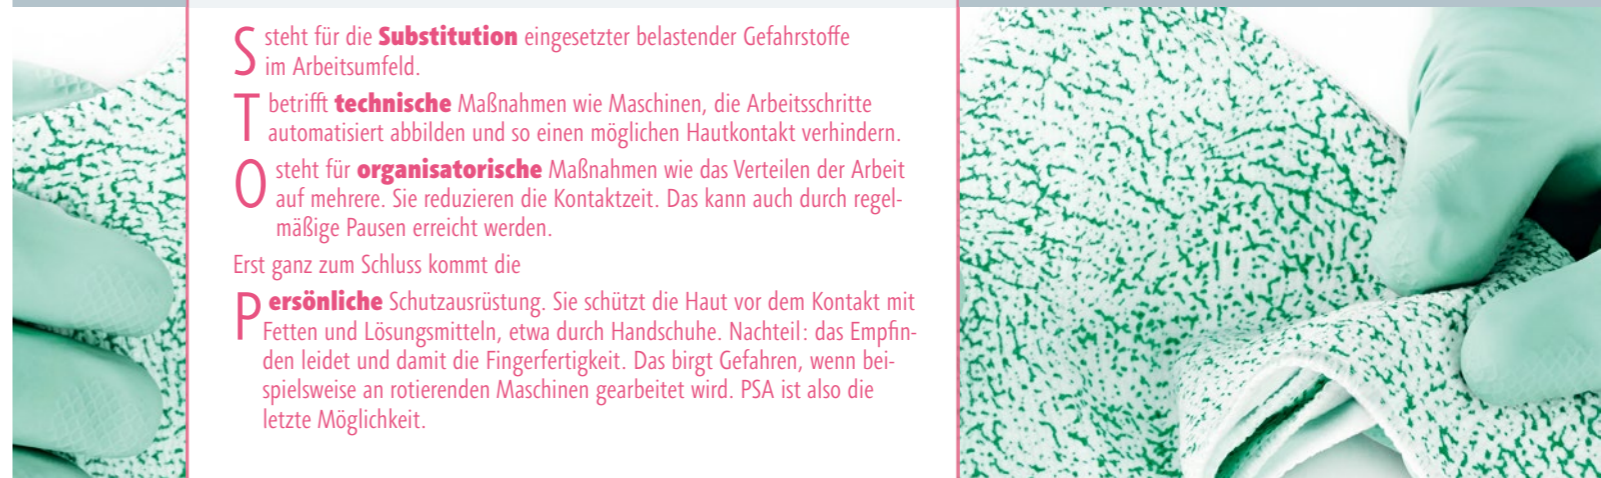 S steht für die Substitution eingesetzter belastender Gefahrstoffe
im Arbeitsumfeld.
T betrifft technische Maßnahmen wie Maschinen, die Arbeitsschritte
automatisiert abbilden und so einen möglichen Hautkontakt verhindern.
O steht für organisatorische Maßnahmen wie das Verteilen der Arbeit
auf mehrere. Sie reduzieren die Kontaktzeit. Das kann auch durch regel-
mäßige Pausen erreicht werden.
Erst ganz zum Schluss kommt die
Persönliche Schutzausrüstung. Sie schützt die Haut vor dem Kontakt mit
Fetten und Lösungsmitteln, etwa durch Handschuhe. Nachteil: das Empfin-
den leidet und damit die Fingerfertigkeit. Das birgt Gefahren, wenn bei-
spielsweise an rotierenden Maschinen gearbeitet wird. PSA ist also die
letzte Möglichkeit.